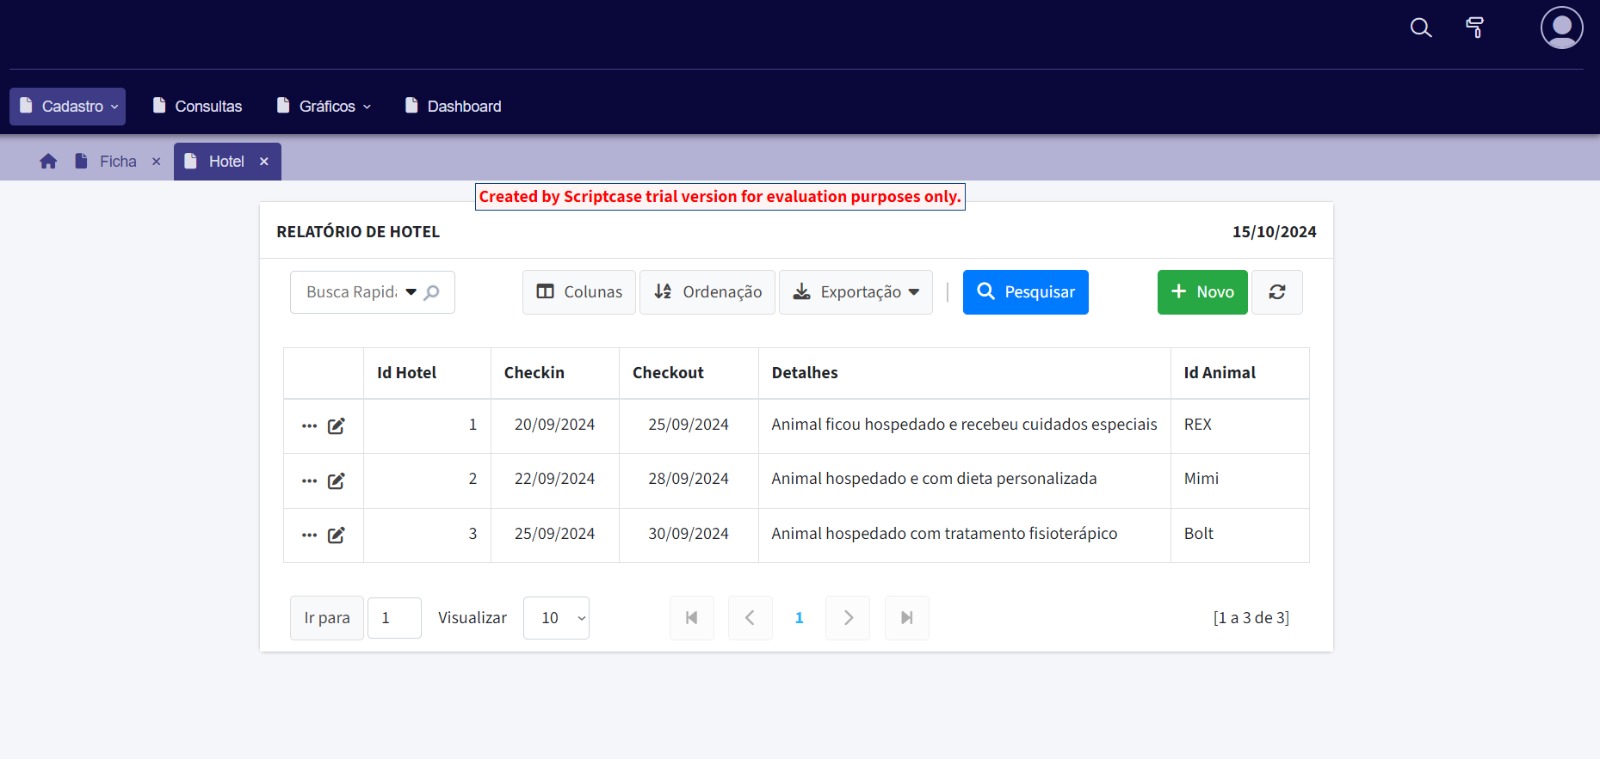 Cadastro
Consultas
Gráficos
Dashboard
Ficha ×
Hotel ×
Created by Scriptcase trial version for evaluation purposes only.
RELATÓRIO DE HOTEL 15/10/2024
Busca Rapida Colunas Ordenação Exportação | Pesquisar + Novo
Id Hotel Checkin Checkout Detalhes Id Animal
1 20/09/2024 25/09/2024 Animal ficou hospedado e recebeu cuidados especiais REX
2 22/09/2024 28/09/2024 Animal hospedado e com dieta personalizada Mimi
3 25/09/2024 30/09/2024 Animal hospedado com tratamento fisioterápico Bolt
Ir para 1 Visualizar 10 1 [1 a 3 de 3]